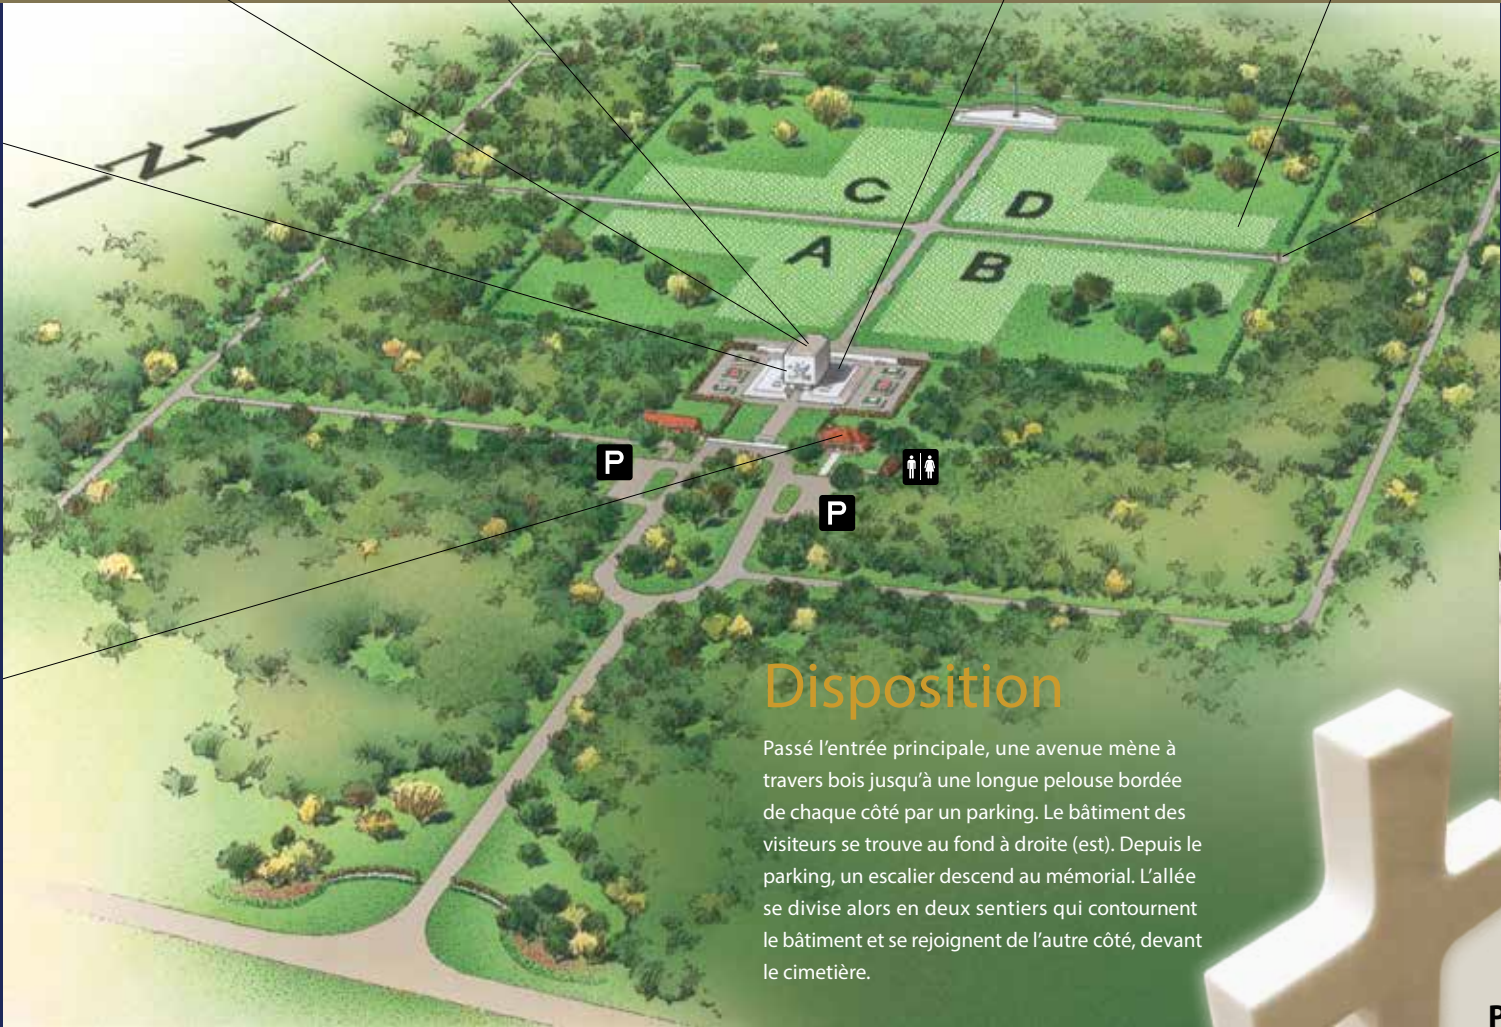 N
C
D
A
B
P
P
Disposition
Passé l’entrée principale, une avenue mène à
travers bois jusqu’à une longue pelouse bordée
de chaque côté par un parking. Le bâtiment des
visiteurs se trouve au fond à droite (est). Depuis le
parking, un escalier descend au mémorial. L’allée
se divise alors en deux sentiers qui contournent
le bâtiment et se rejoignent de l’autre côté, devant
le cimetière.
P